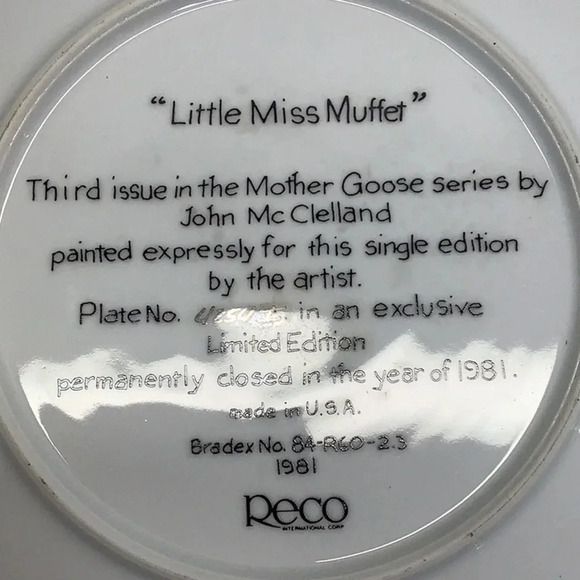 “Little Miss Muffet”
Third issue in the Mother Goose series by
John McClelland
painted expressly for this single edition
by the artist.
Plate No. in an exclusive
Limited Edition
permanently closed in the year of 1981.
made in U.S.A.
Bradex No. 84-R60-2.3
1981
Reco
INTERNATIONAL CORP